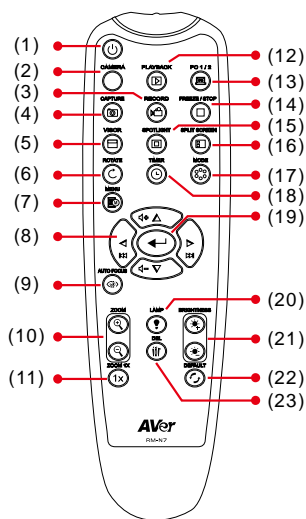 (1)
(2) CAMERA PLAYBACK PC 1 / 2 (12)
(13)
(3) CAPTURE RECORD FREEZE / STOP (14)
(4) (15)
(5) VISOR SPOTLIGHT SPLIT SCREEN (16)
(6) ROTATE TIMER MODE (17)
(18)
(7) MENU (19)
(8)
AUTO FOCUS
(9)
ZOOM LAMP BRIGHTNESS (20)
(10) DEL (21)
ZOOM 1X DEFAULT (22)
(11) 1x (23)
AVer
RM-N7